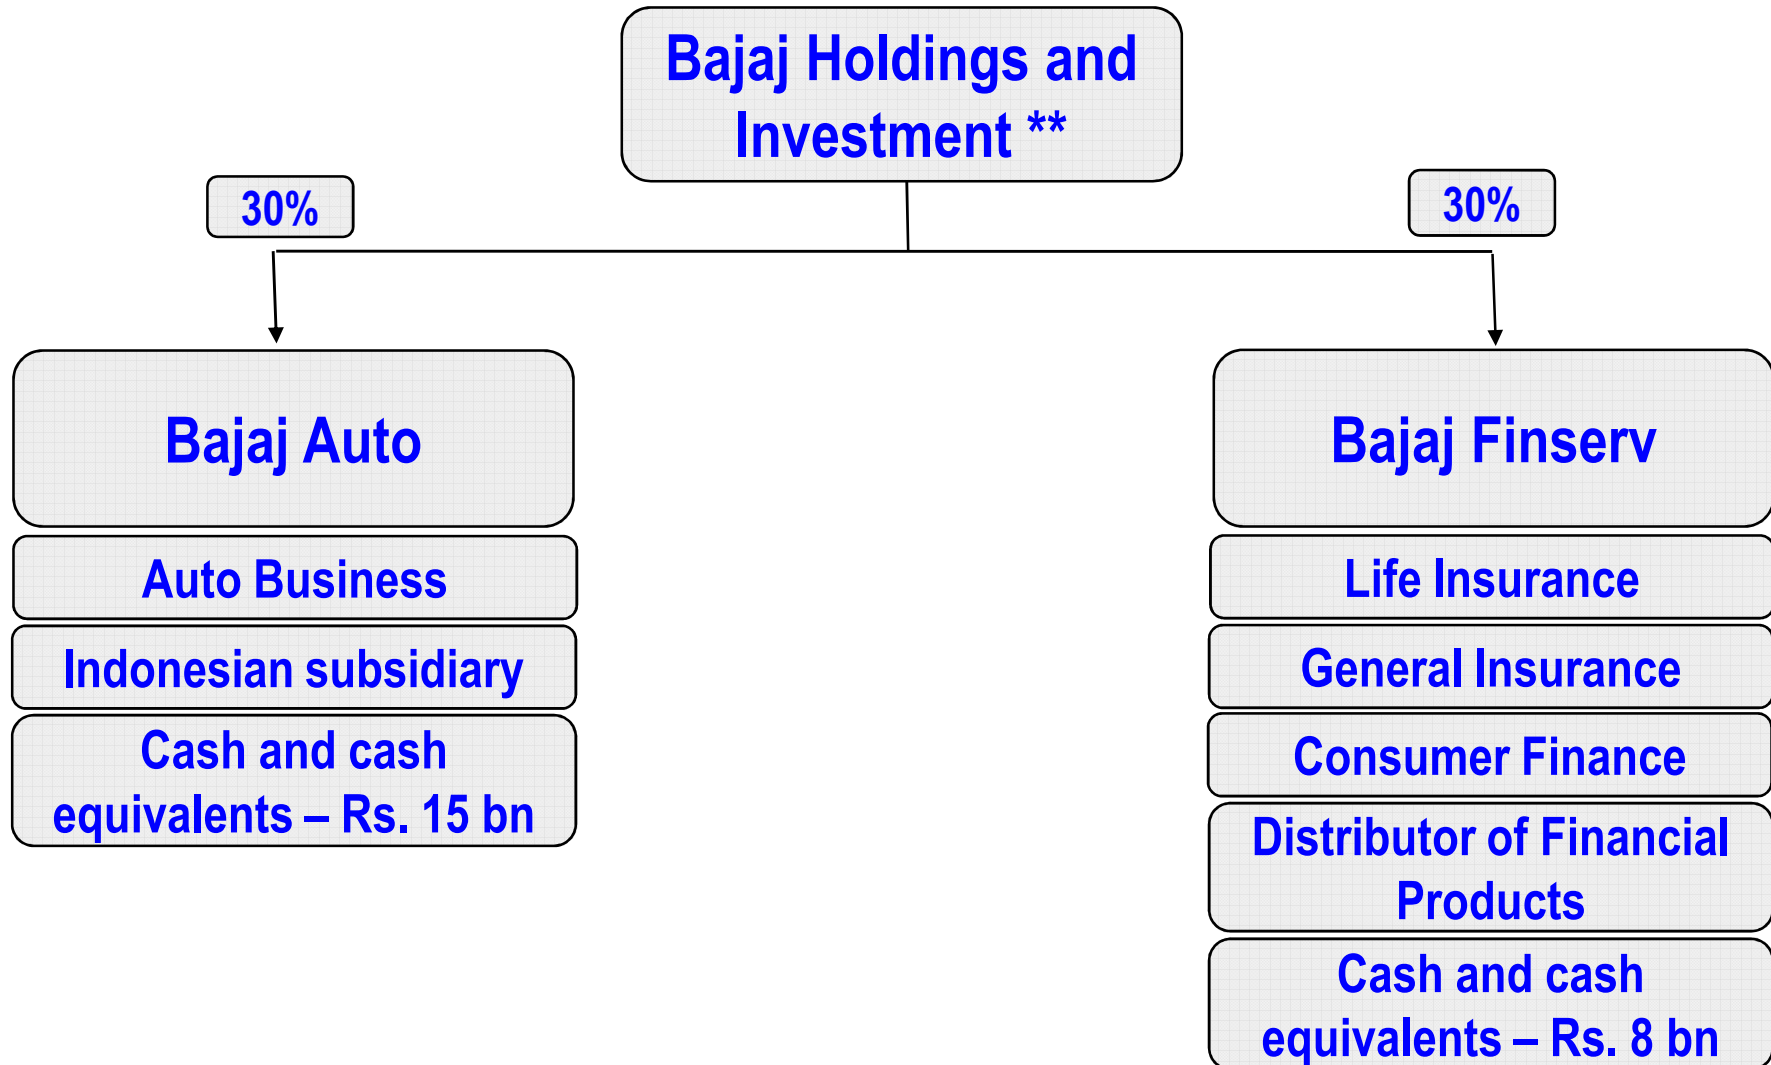 Bajaj Holdings and
Investment **
30%
30%
Bajaj Auto
Auto Business
Indonesian subsidiary
Cash and cash
equivalents – Rs. 15 bn
Bajaj Finserv
Life Insurance
General Insurance
Consumer Finance
Distributor of Financial
Products
Cash and cash
equivalents – Rs. 8 bn